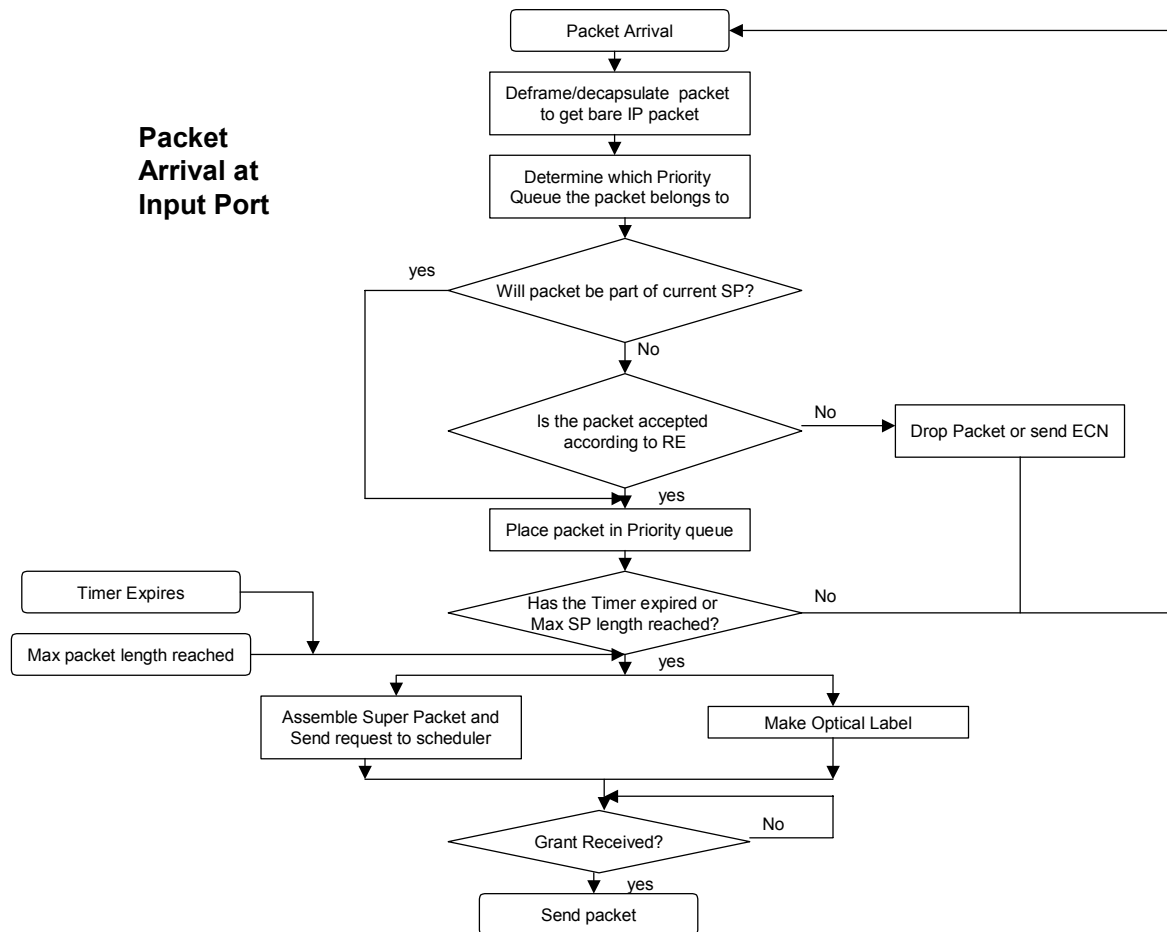 Packet Arrival
Deframe/decapsulate packet
to get bare IP packet
Packet
Arrival at
Input Port
Determine which Priority
Queue the packet belongs to
yes
Will packet be part of current SP?
No
Is the packet accepted
according to RE
No
Drop Packet or send ECN
yes
Place packet in Priority queue
Timer Expires
Has the Timer expired or
Max SP length reached?
No
Max packet length reached
yes
Assemble Super Packet and
Send request to scheduler
Make Optical Label
Grant Received?
No
yes
Send packet